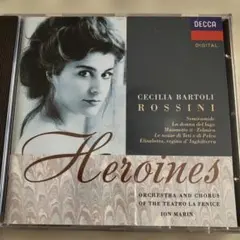 DECCA
DIGITAL
CECILIA BARTOLI
ROSSINI
Semiramide
La donna del lago
Maometto II · Zelmira
Le nozze di Teti e di Peleo
Elisabetta, regina d'Inghilterra
Heroines
ORCHESTRA AND CHORUS
OF THE TEATRO LA FENICE
ION MARIN